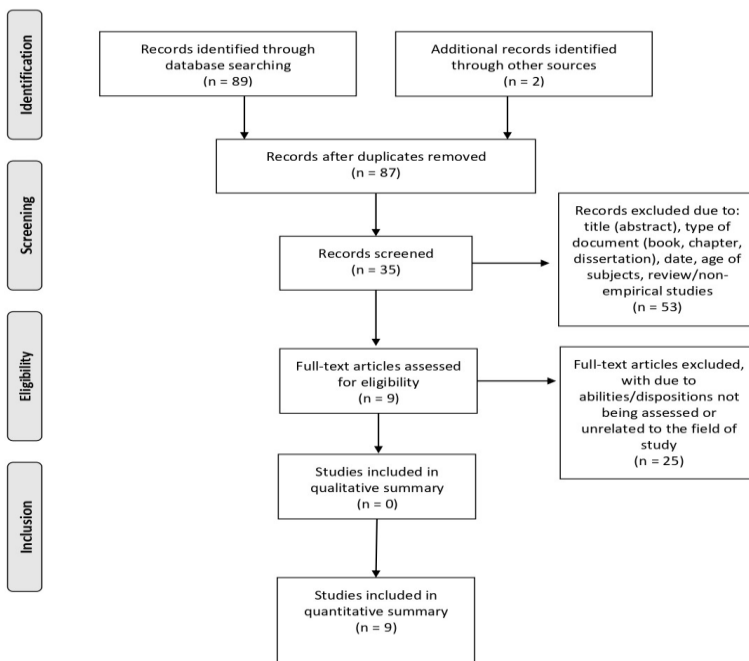 Identification
Records identified through
database searching
(n = 89)
Additional records identified
through other sources
(n = 2)
Records after duplicates removed
(n = 87)
Screening
Records screened
(n = 35)
Records excluded due to:
title (abstract), type of
document (book, chapter,
dissertation), date, age of
subjects, review/non-
empirical studies
(n = 53)
Eligibility
Full-text articles assessed
for eligibility
(n = 9)
Full-text articles excluded,
with due to
abilities/dispositions not
being assessed or
unrelated to the field of
study
(n = 25)
Inclusion
Studies included in
qualitative summary
(n = 0)
Studies included in
quantitative summary
(n = 9)